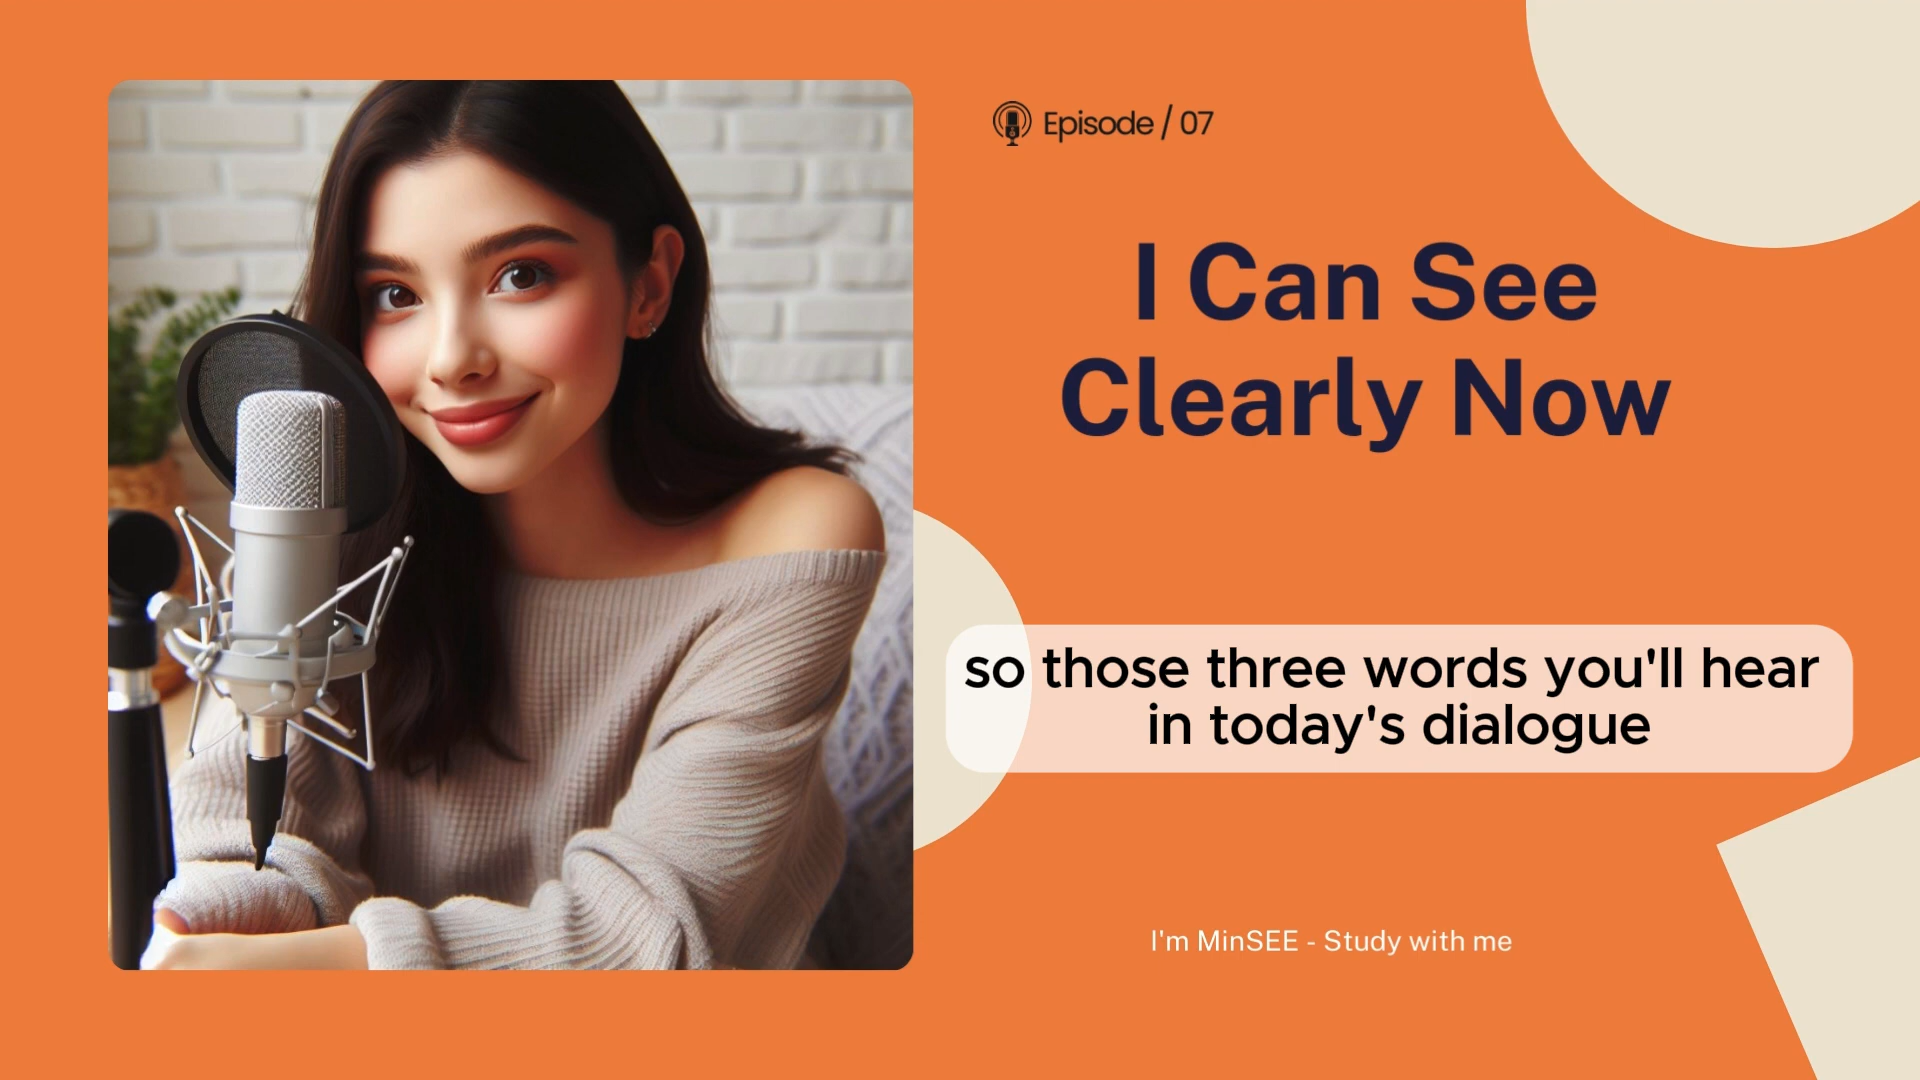 Episode / 07
I Can See
Clearly Now
so those three words you'll hear
in today's dialogue
I'm MinSEE - Study with me